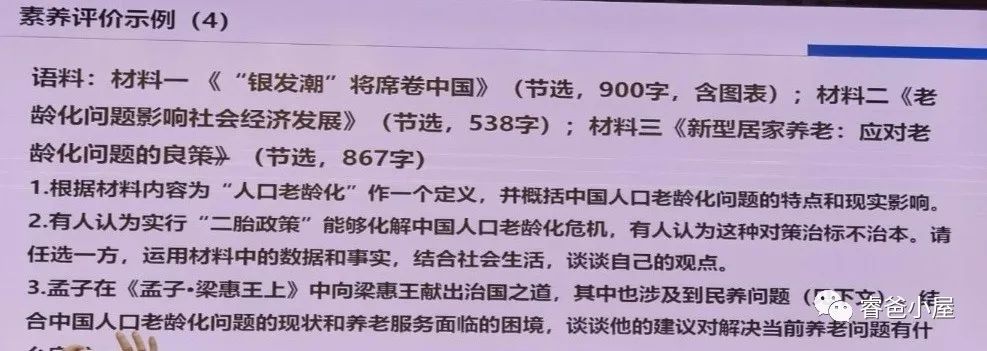 素养评价示例（4）
语料：材料一 《“银发潮”将席卷中国》（节选，900字，含图表）；材料二《老
龄化问题影响社会经济发展》（节选，538字）；材料三《新型居家养老：应对老
龄化问题的良策》（节选，867字）
1.根据材料内容为“人口老龄化”作一个定义，并概括中国人口老龄化问题的特点和现实影响。
2.有人认为实行“二胎政策”能够化解中国人口老龄化危机，有人认为这种对策治标不治本。请
任选一方，运用材料中的数据和事实，结合社会生活，谈谈自己的观点。
3.孟子在《孟子·梁惠王上》中向梁惠王献出治国之道，其中也涉及到民养问题（
下文），结
合中国人口老龄化问题的现状和养老服务面临的困境，谈谈他的建议对解决当前养老问题有什
睿爸小屋